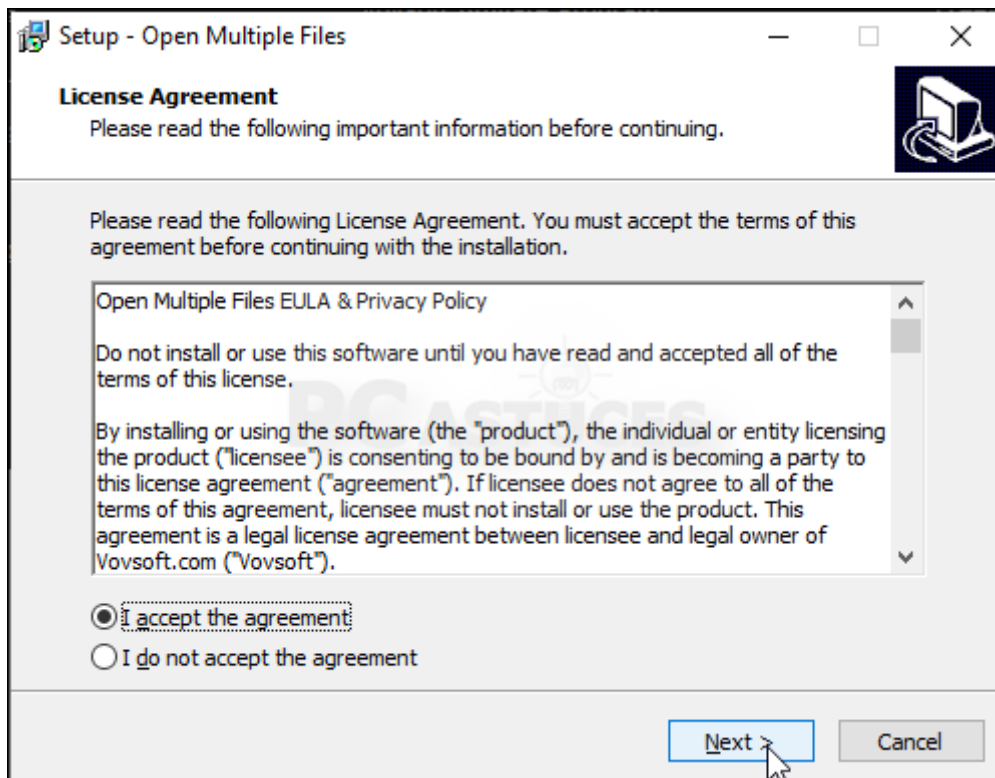 Setup - Open Multiple Files
License Agreement
Please read the following important information before continuing.
Please read the following License Agreement. You must accept the terms of this
agreement before continuing with the installation.
Open Multiple Files EULA & Privacy Policy
Do not install or use this software until you have read and accepted all of the
terms of this license.
PC ASTUCES
By installing or using the software (the "product"), the individual or entity licensing
the product ("licensee") is consenting to be bound by and is becoming a party to
this license agreement ("agreement"). If licensee does not agree to all of the
terms of this agreement, licensee must not install or use the product. This
agreement is a legal license agreement between licensee and legal owner of
Vovsoft.com ("Vovsoft").
I accept the agreement
I do not accept the agreement
Next >
Cancel